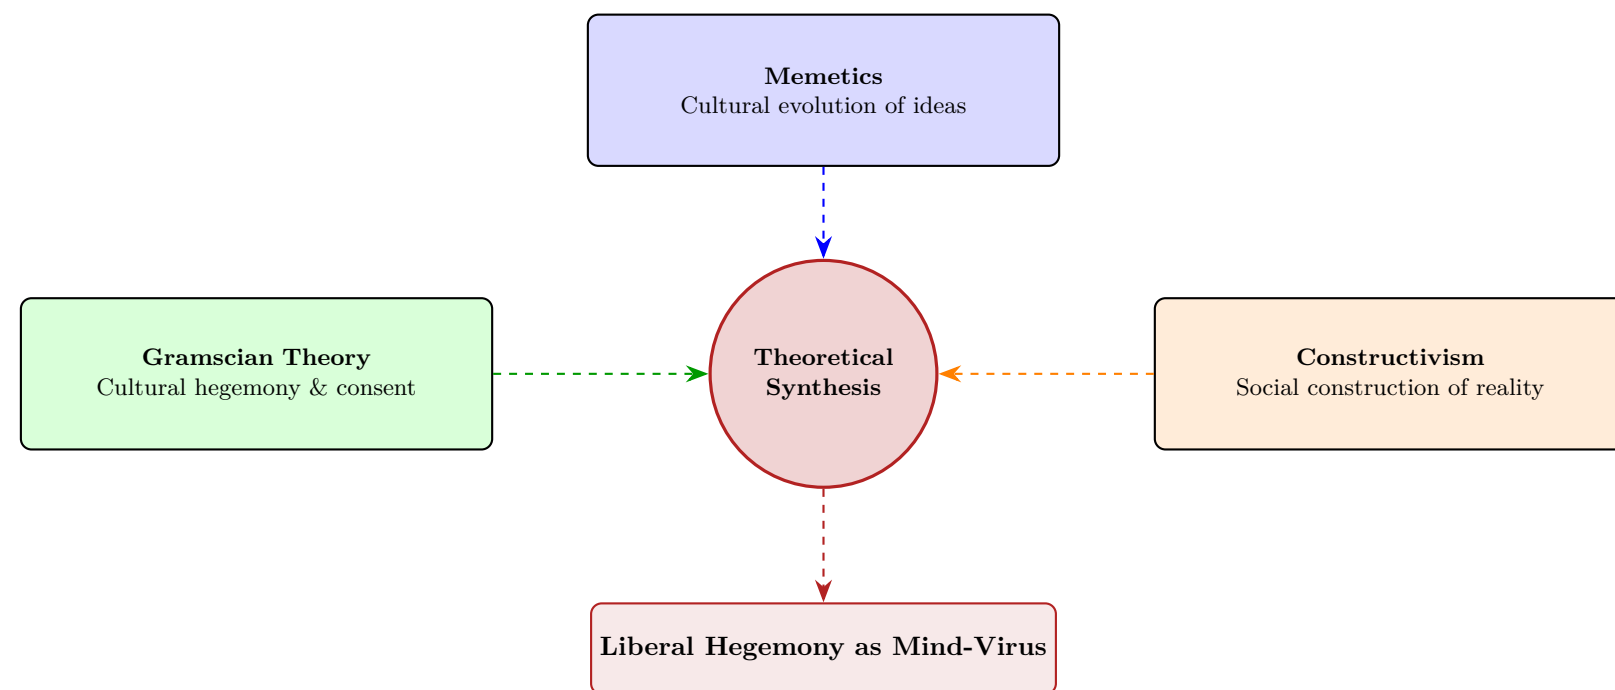 Memetics
Cultural evolution of ideas
Gramscian Theory
Cultural hegemony & consent
Theoretical
Synthesis
Constructivism
Social construction of reality
Liberal Hegemony as Mind-Virus